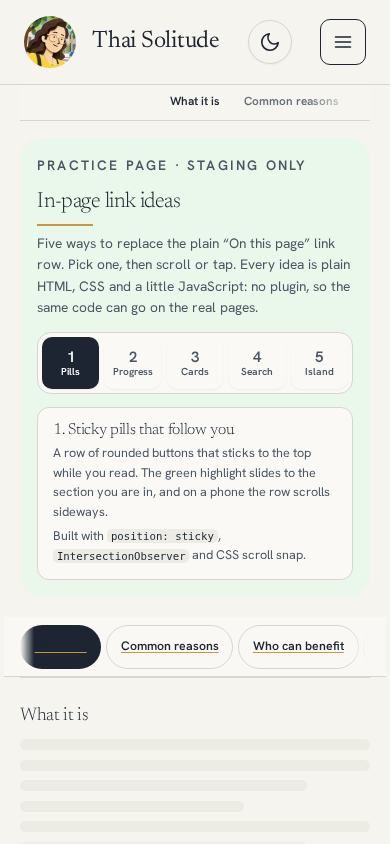 Thai Solitude
What it is Common reasons
PRACTICE PAGE · STAGING ONLY
In-page link ideas
Five ways to replace the plain “On this page” link
row. Pick one, then scroll or tap. Every idea is plain
HTML, CSS and a little JavaScript: no plugin, so the
same code can go on the real pages.
1 2 3 4 5
Pills Progress Cards Search Island
1. Sticky pills that follow you
A row of rounded buttons that sticks to the top
while you read. The green highlight slides to the
section you are in, and on a phone the row scrolls
sideways.
Built with position: sticky,
IntersectionObserver and CSS scroll snap.
Common reasons Who can benefit
What it is